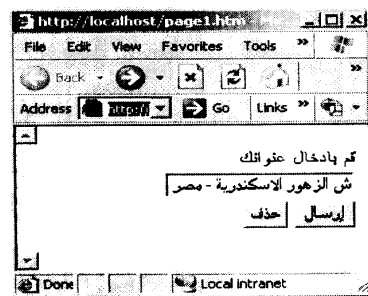 http://localhost/page1.htm
File Edit View Favorites Tools »
Back »
Address http:// Go Links »
قم بادخال عنوانك
ش الزهور الاسكندرية - مصر
إرسال حذف
Done Local intranet